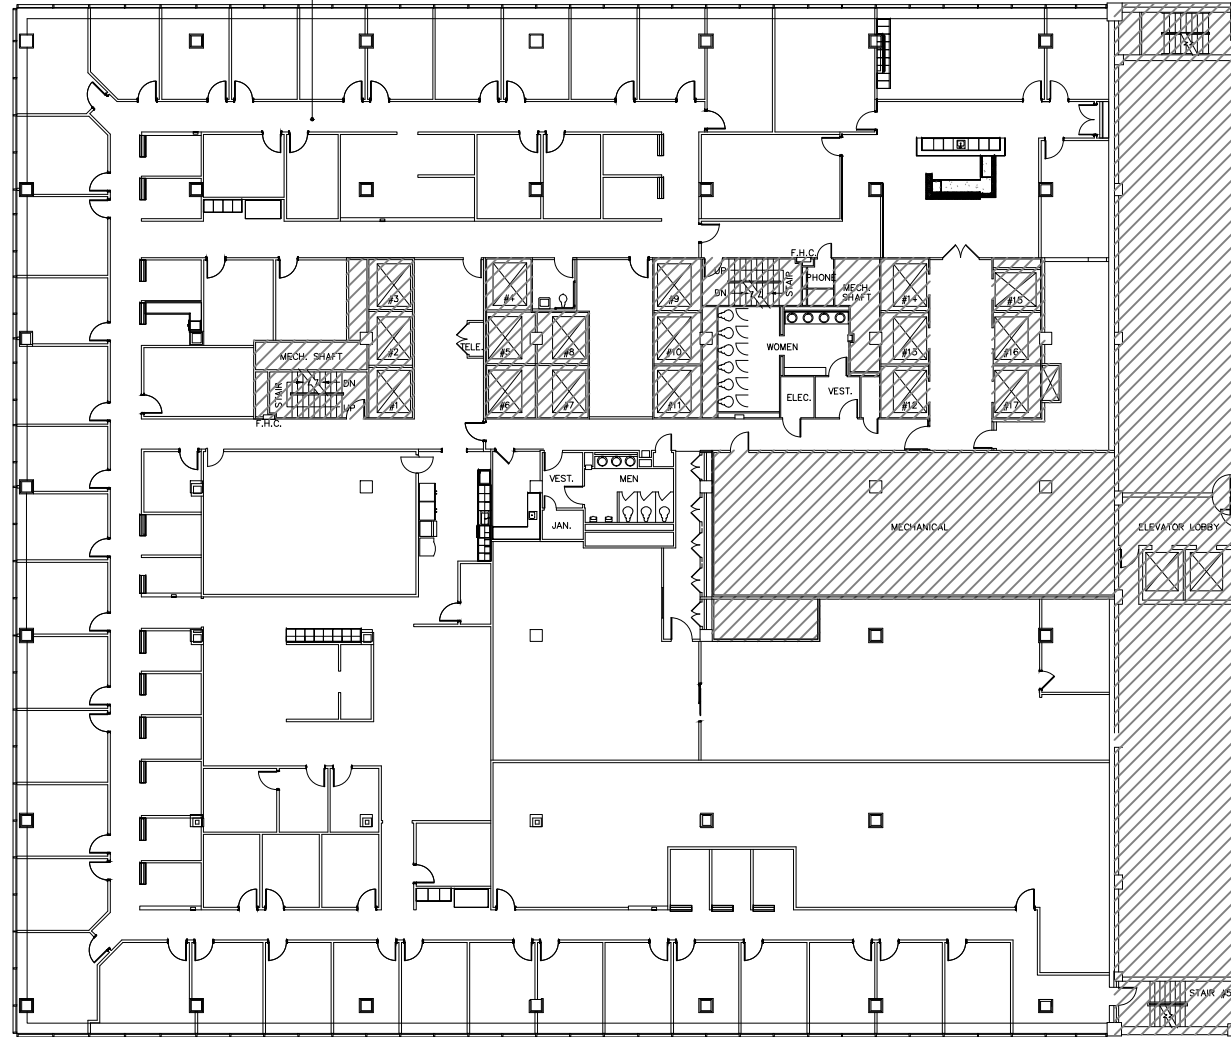 F.H.C.
UP
DN
STAIR
PHONE
MECH.
SHAFT
#3
#4
#9
#14
#15
#2
TELE.
#5
#8
#10
WOMEN
#13
#16
MECH. SHAFT
STAIR
DN
UP
#1
#6
#7
#11
ELEC.
VEST.
#12
#17
F.H.C.
VEST.
MEN
JAN.
MECHANICAL
ELEVATOR LOBBY
STAIR #5